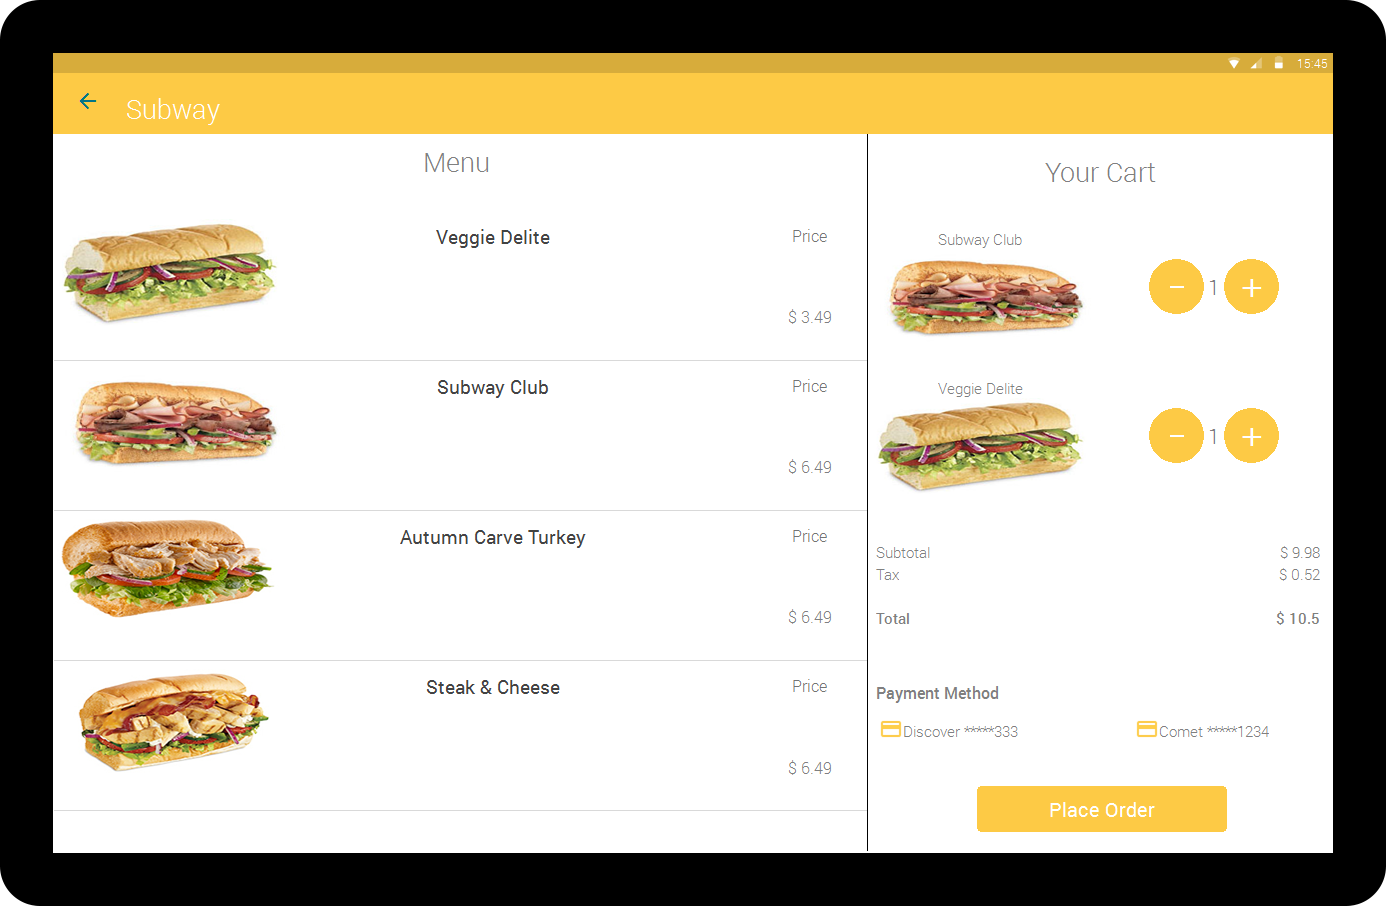 15:45
Subway
Menu
Veggie Delite
Price
$ 3.49
Subway Club
Price
$ 6.49
Autumn Carve Turkey
Price
$ 6.49
Steak & Cheese
Price
$ 6.49
Your Cart
Subway Club
− 1 +
Veggie Delite
− 1 +
Subtotal $ 9.98
Tax $ 0.52
Total $ 10.5
Payment Method
Discover *****333 Comet *****1234
Place Order